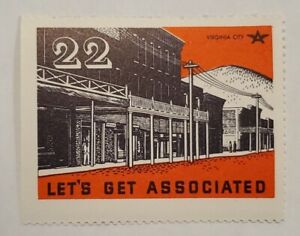 22
VIRGINIA CITY
LET'S GET ASSOCIATED